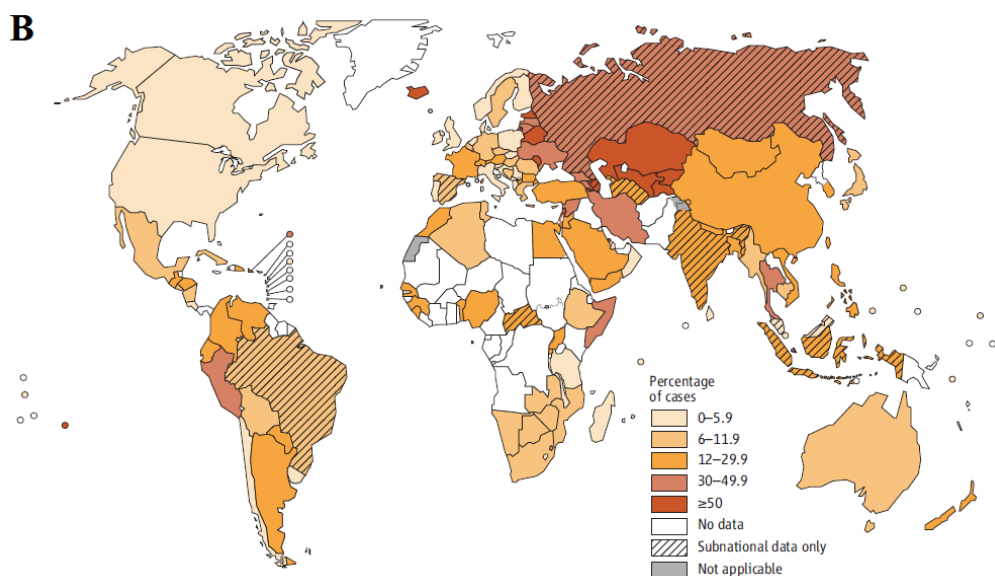 B
Percentage
of cases
0–5.9
6–11.9
12–29.9
30–49.9
≥50
No data
Subnational data only
Not applicable